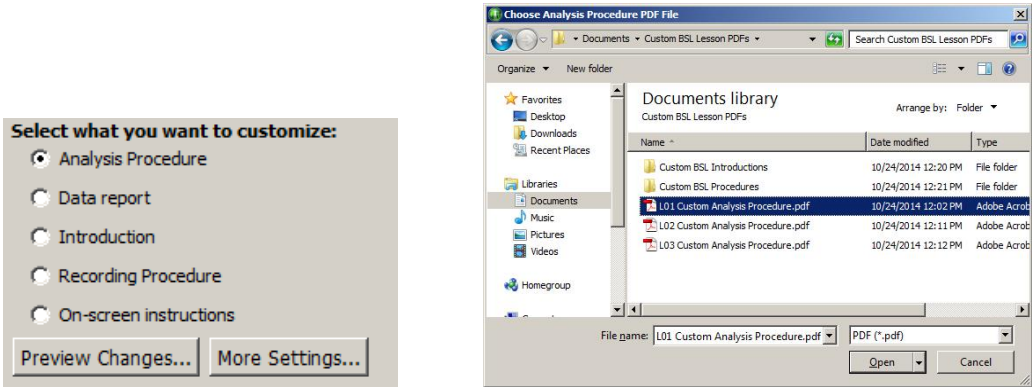 Select what you want to customize:
Analysis Procedure
Data report
Introduction
Recording Procedure
On-screen instructions
Preview Changes... More Settings...
Choose Analysis Procedure PDF File
Documents Custom BSL Lesson PDFs Search Custom BSL Lesson PDFs
Organize New folder
Favorites
Desktop
Downloads
Recent Places
Libraries
Documents
Music
Pictures
Videos
Homegroup
Documents library
Custom BSL Lesson PDFs
Arrange by: Folder
Name Date modified Type
Custom BSL Introductions 10/24/2014 12:20 PM File folder
Custom BSL Procedures 10/24/2014 12:21 PM File folder
L01 Custom Analysis Procedure.pdf 10/24/2014 12:02 PM Adobe Acrob
L02 Custom Analysis Procedure.pdf 10/24/2014 12:11 PM Adobe Acrob
L03 Custom Analysis Procedure.pdf 10/24/2014 12:12 PM Adobe Acrob
File name: L01 Custom Analysis Procedure.pdf PDF (*.pdf)
Open Cancel